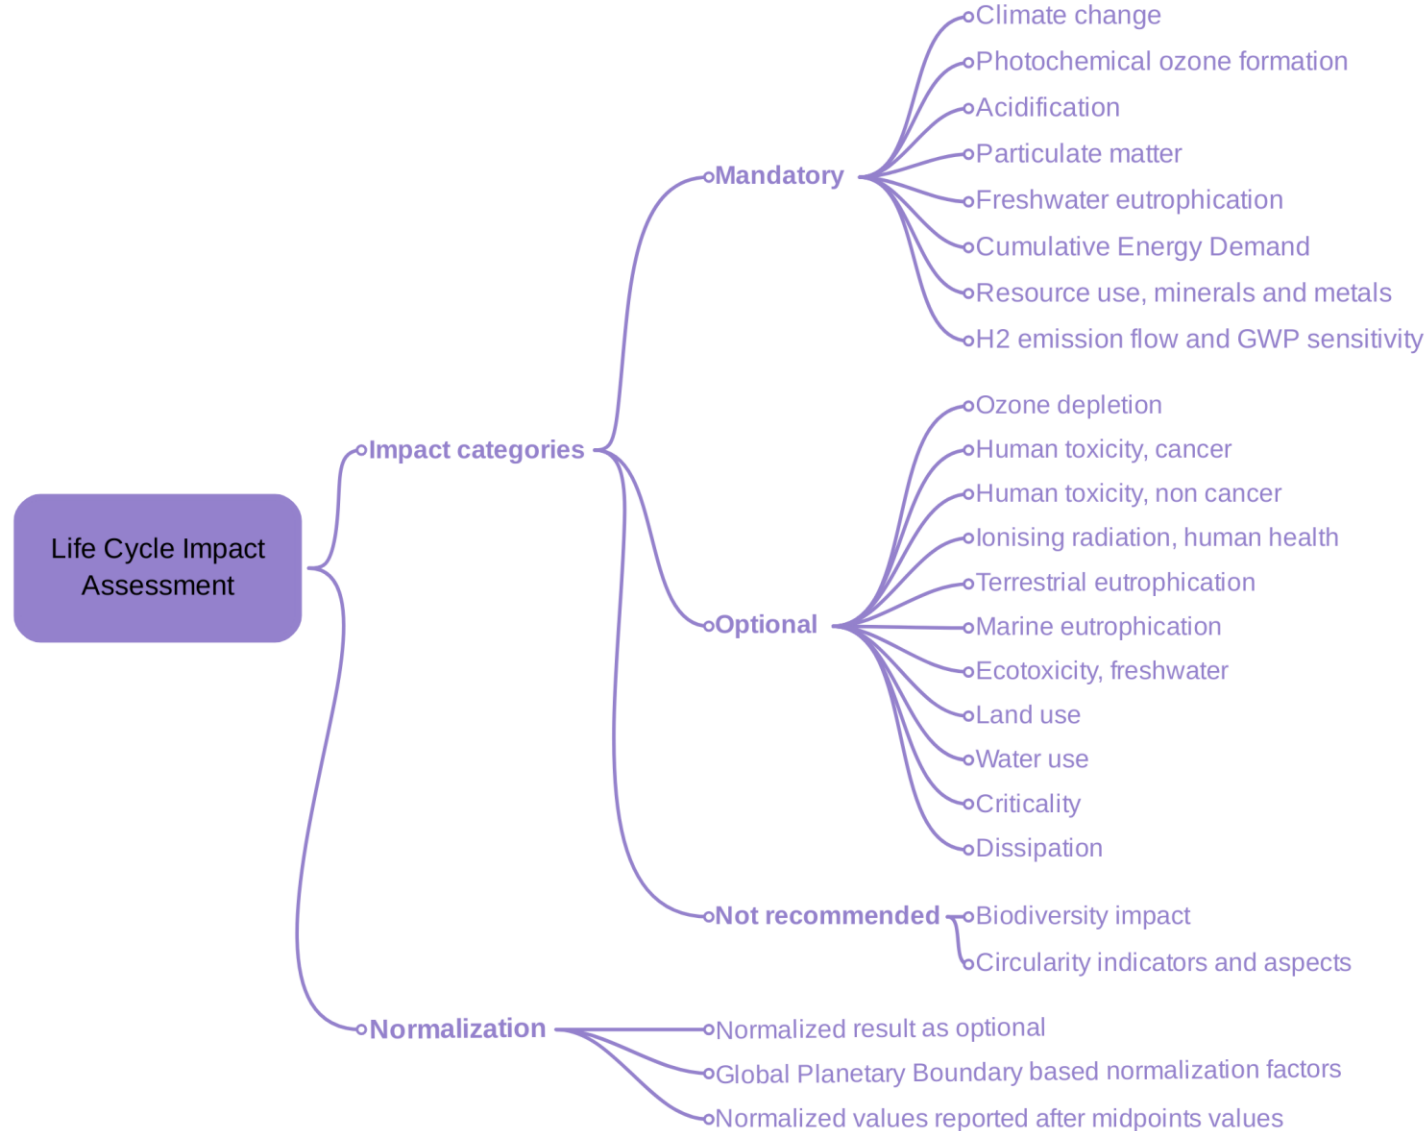 Climate change
Photochemical ozone formation
Acidification
Particulate matter
Mandatory
Freshwater eutrophication
Cumulative Energy Demand
Resource use, minerals and metals
H2 emission flow and GWP sensitivity
Impact categories
Ozone depletion
Human toxicity, cancer
Human toxicity, non cancer
Ionising radiation, human health
Life Cycle Impact
Assessment
Terrestrial eutrophication
Optional
Marine eutrophication
Ecotoxicity, freshwater
Land use
Water use
Criticality
Dissipation
Not recommended
Biodiversity impact
Circularity indicators and aspects
Normalization
Normalized result as optional
Global Planetary Boundary based normalization factors
Normalized values reported after midpoints values